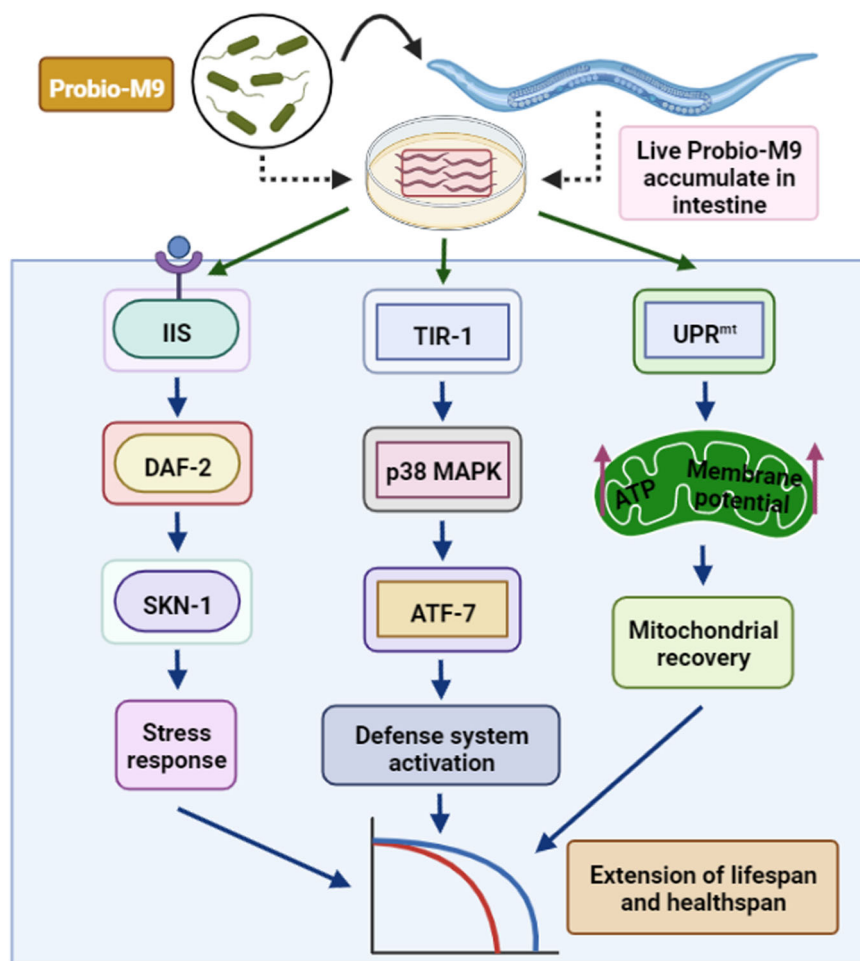 Probio-M9
Live Probio-M9
accumulate in
intestine
IIS
TIR-1
UPRᵐᵗ
DAF-2
p38 MAPK
ATP
Membrane
potential
SKN-1
ATF-7
Mitochondrial
recovery
Stress
response
Defense system
activation
Extension of lifespan
and healthspan